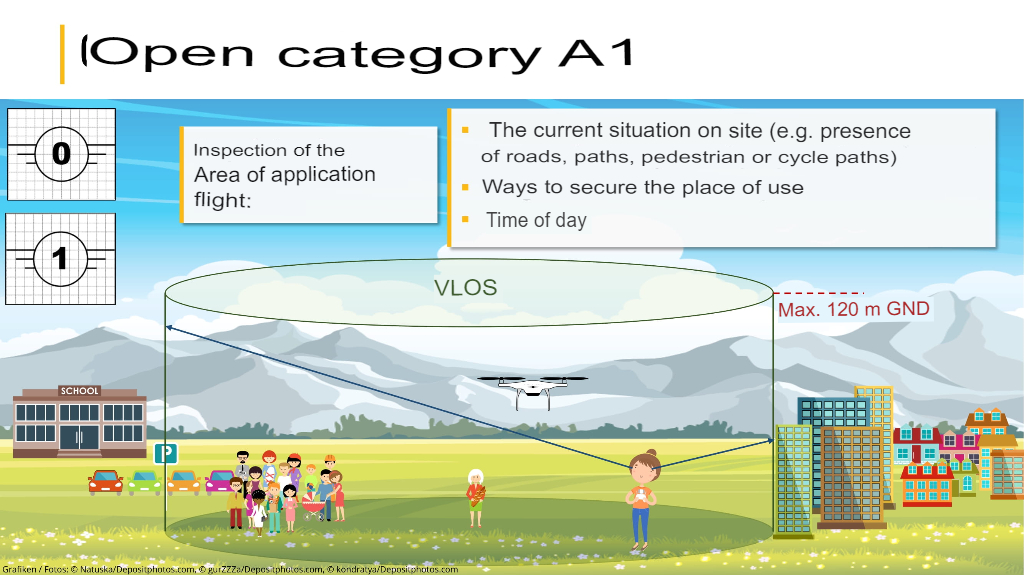 Open category A1
0
1
Inspection of the
Area of application
flight:
The current situation on site (e.g. presence
of roads, paths, pedestrian or cycle paths)
Ways to secure the place of use
Time of day
VLOS
Max. 120 m GND
SCHOOL
P
Grafiken / Fotos: © Natuska/Depositphotos.com, © gurZZZa/Depositphotos.com, © kondratya/Depositphotos.com